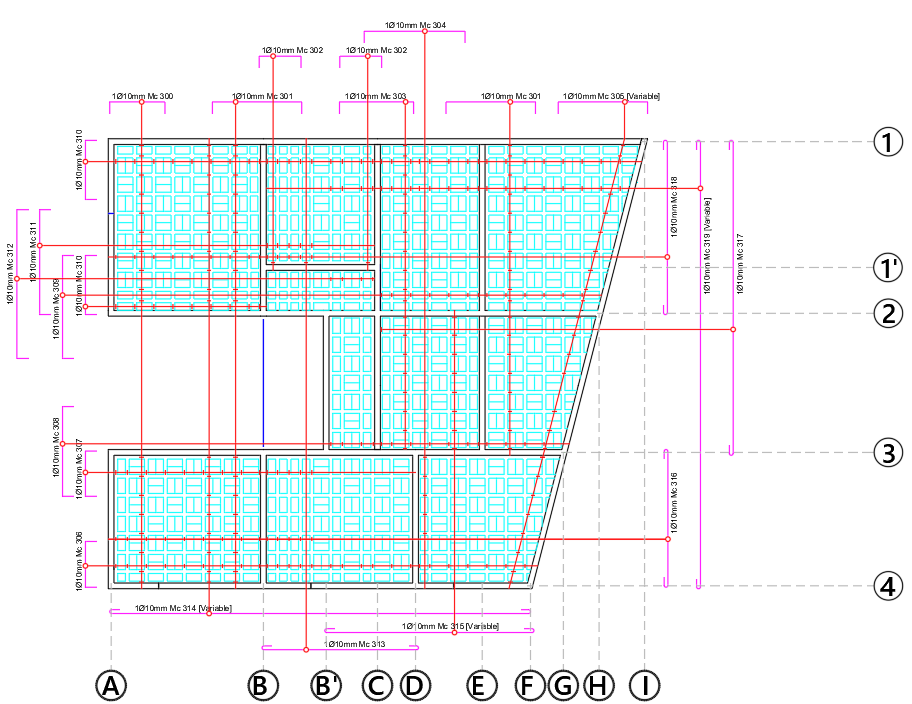 1Ø10mm Mc 304
1Ø10mm Mc 302
1Ø10mm Mc 302
1Ø10mm Mc 300
1Ø10mm Mc 301
1Ø10mm Mc 303
1Ø10mm Mc 301
1Ø10mm Mc 305 [Variable]
1Ø10mm Mc 310
1Ø10mm Mc 312
1Ø10mm Mc 311
1Ø10mm Mc 309
1Ø10mm Mc 310
1Ø10mm Mc 308
1Ø10mm Mc 307
1Ø10mm Mc 306
1Ø10mm Mc 318
1Ø10mm Mc 319 [Variable]
1Ø10mm Mc 317
1Ø10mm Mc 316
1
1'
2
3
4
1Ø10mm Mc 314 [Variable]
1Ø10mm Mc 315 [Variable]
1Ø10mm Mc 313
A B B' C D E F G H I